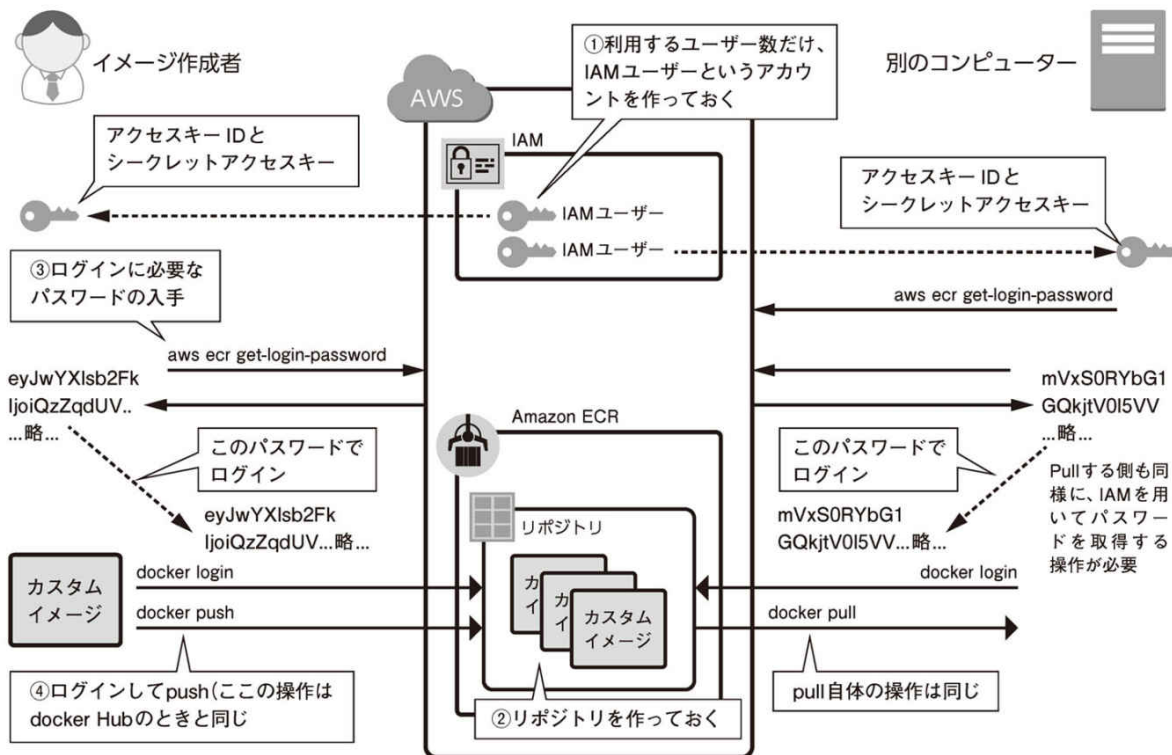 イメージ作成者
AWS
①利用するユーザー数だけ、
IAMユーザーというアカウ
ントを作っておく
別のコンピューター
アクセスキー IDと
シークレットアクセスキー
IAM
IAMユーザー
IAMユーザー
アクセスキー IDと
シークレットアクセスキー
③ログインに必要な
パスワードの入手
aws ecr get-login-password
aws ecr get-login-password
eyJwYXlsb2Fk
IjoiQzZqdUV..
...略...
mVxS0RYbG1
GQkjtV0I5VV
...略...
Amazon ECR
このパスワードで
ログイン
このパスワードで
ログイン
Pullする側も同
様に、IAMを用
いてパスワー
ドを取得する
操作が必要
eyJwYXlsb2Fk
IjoiQzZqdUV...略...
リポジトリ
mVxS0RYbG1
GQkjtV0I5VV...略...
カスタム
イメージ
docker login
docker push
カ
イ
カ
イ
カスタム
イメージ
docker login
docker pull
④ログインしてpush(ここの操作は
docker Hubのときと同じ
②リポジトリを作っておく
pull自体の操作は同じ